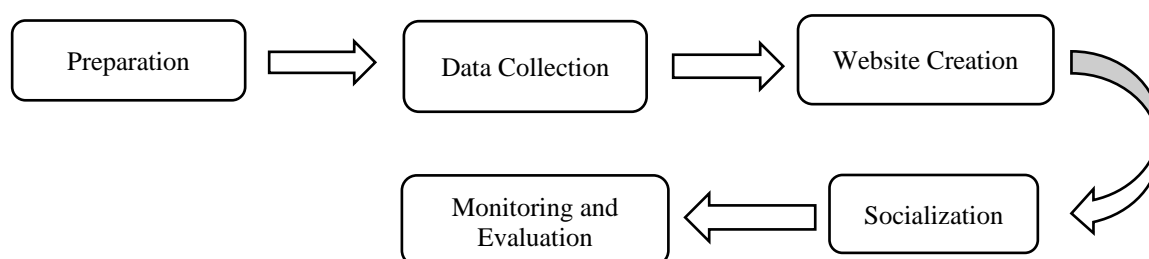 Preparation
Data Collection
Website Creation
Socialization
Monitoring and
Evaluation